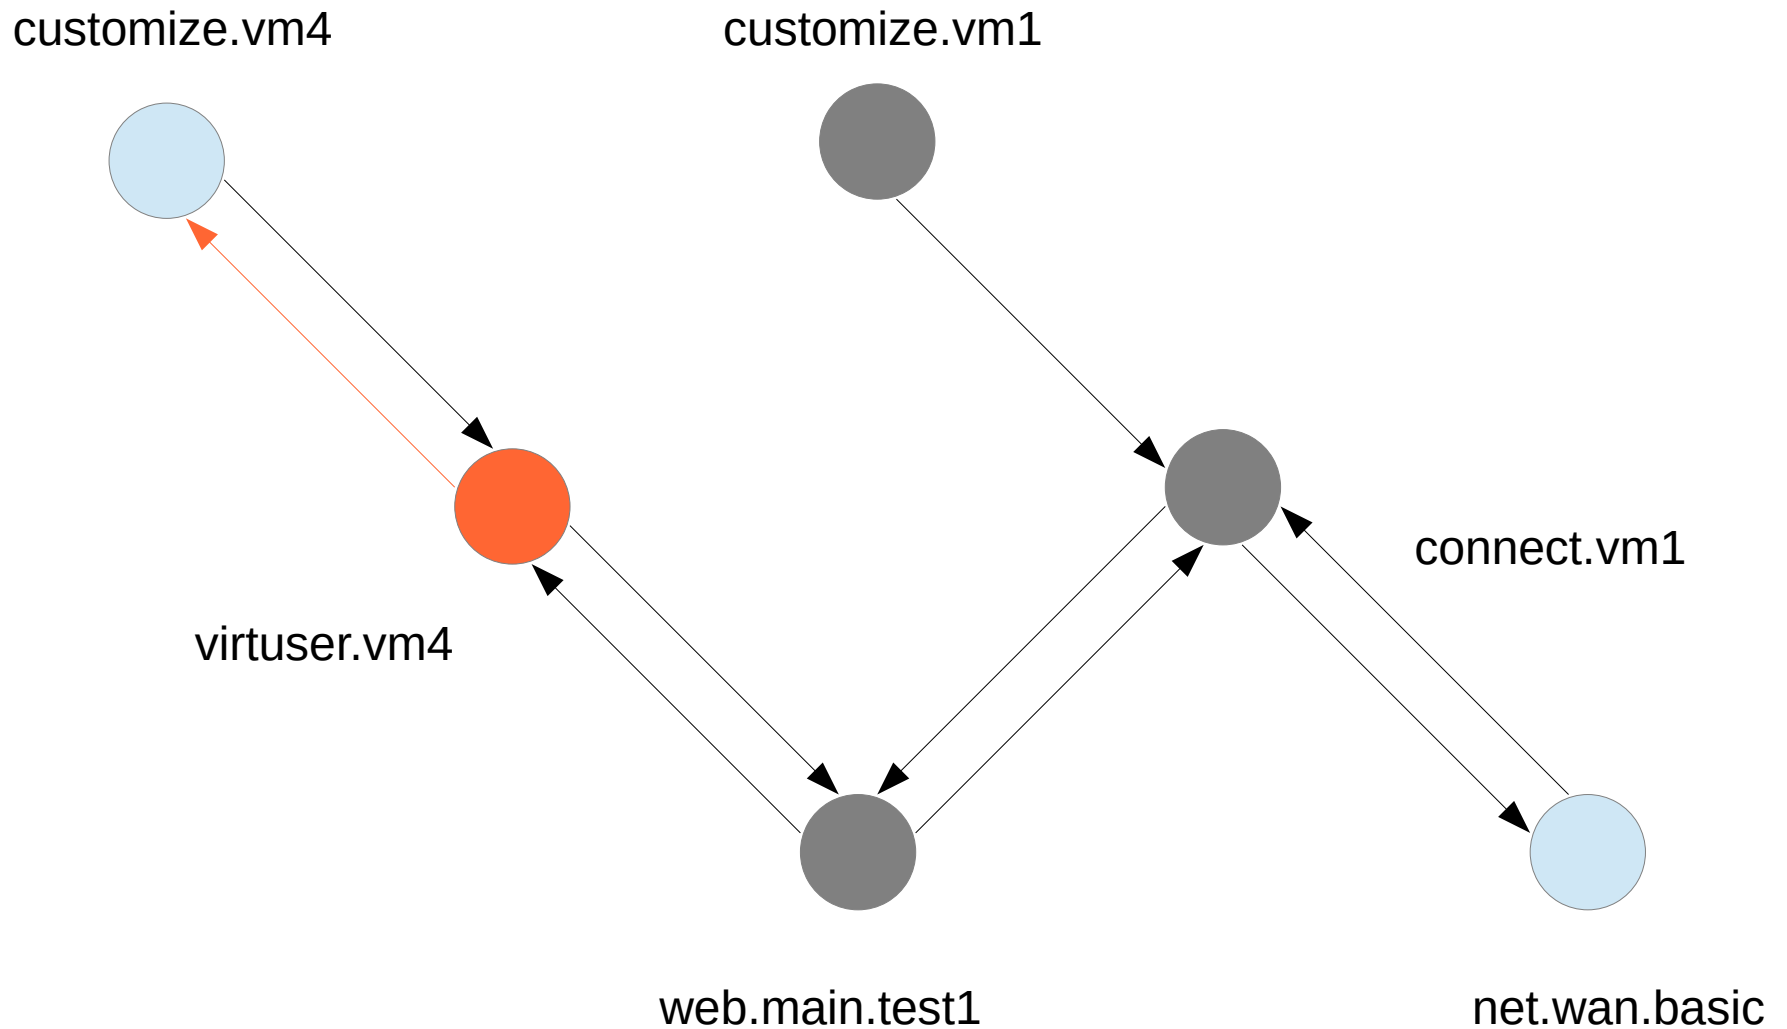 customize.vm4
customize.vm1
connect.vm1
virtuser.vm4
web.main.test1
net.wan.basic